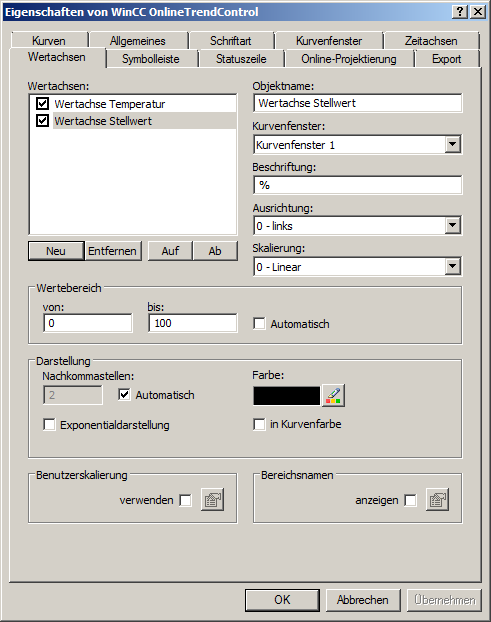 Eigenschaften von WinCC OnlineTrendControl
Kurven Allgemeines Schriftart Kurvenfenster Zeitachsen
Wertachsen Symbolleiste Statuszeile Online-Projektierung Export
Wertachsen:
Wertachse Temperatur
Wertachse Stellwert
Neu Entfernen Auf Ab
Objektname:
Wertachse Stellwert
Kurvenfenster:
Kurvenfenster 1
Beschriftung:
%
Ausrichtung:
0 - links
Skalierung:
0 - Linear
Wertebereich
von: bis:
0 100 Automatisch
Darstellung
Nachkommastellen: Farbe:
2 Automatisch
Exponentialdarstellung in Kurvenfarbe
Benutzerskalierung Bereichsnamen
verwenden anzeigen
OK Abbrechen Übernehmen